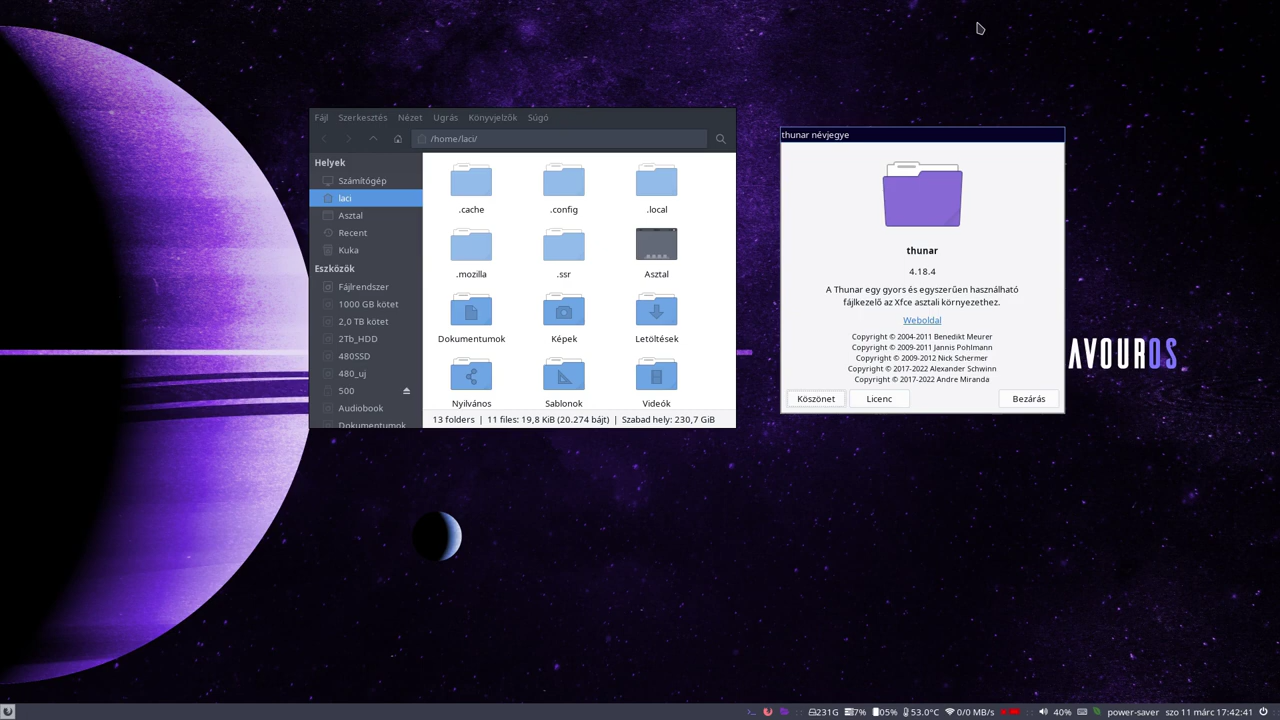 Fájl Szerkesztés Nézet Ugrás Könyvjelzők Súgó
/home/laci/
Helyek
Számítógép
laci
Asztal
Recent
Kuka
Eszközök
Fájlrendszer
1000 GB kötet
2,0 TB kötet
2Tb_HDD
480SSD
480_uj
500
Audiobook
Dokumentumok
.cache .config .local
.mozilla .ssr Asztal
Dokumentumok Képek Letöltések
Nyilvános Sablonok Videók
13 folders | 11 files: 19,8 KiB (20.274 bájt) | Szabad hely: 230,7 GiB
thunar névjegye
thunar
4.18.4
A Thunar egy gyors és egyszerűen használható
fájlkezelő az Xfce asztali környezethez.
Weboldal
Copyright © 2004-2011 Benedikt Meurer
Copyright © 2009-2011 Jannis Pohlmann
Copyright © 2009-2012 Nick Schermer
Copyright © 2017-2022 Alexander Schwinn
Copyright © 2017-2022 Andre Miranda
Köszönet Licenc Bezárás
AVOUROS
231G 7% 05% 53.0°C 0/0 MB/s 40% power-saver szo 11 márc 17:42:41